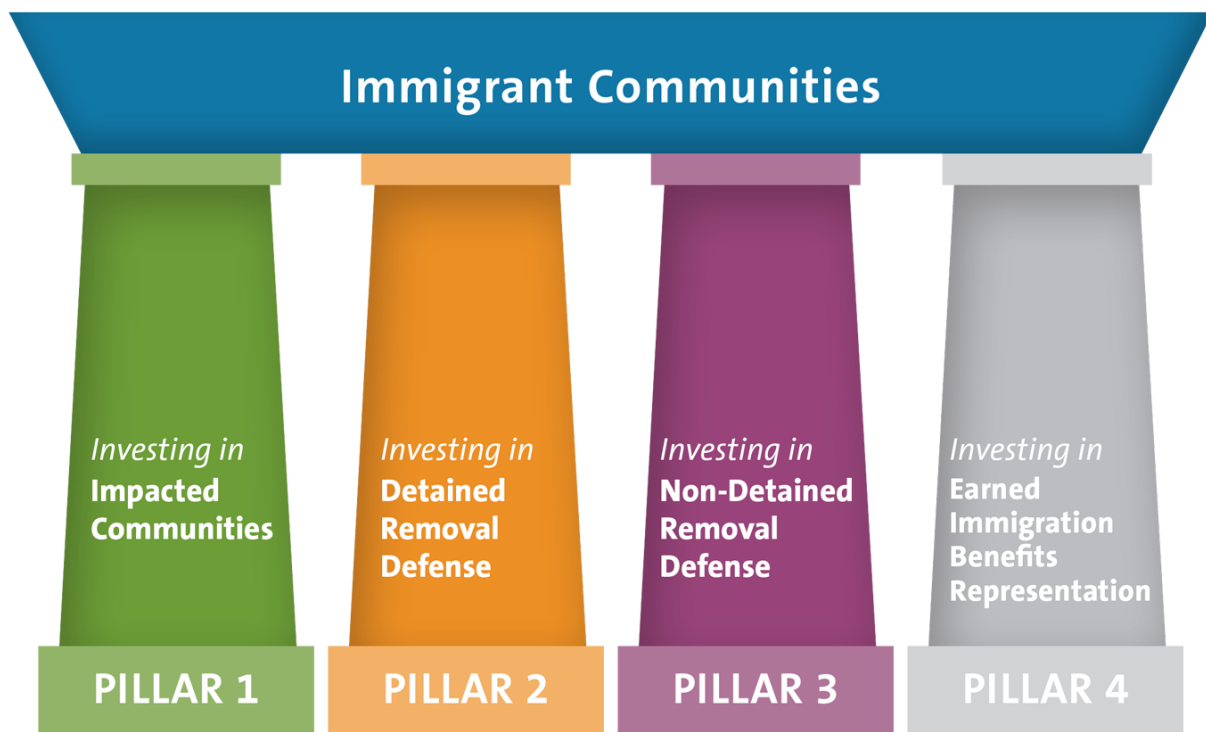 Immigrant Communities
Investing in
Impacted
Communities
PILLAR 1
Investing in
Detained
Removal
Defense
PILLAR 2
Investing in
Non-Detained
Removal
Defense
PILLAR 3
Investing in
Earned
Immigration
Benefits
Representation
PILLAR 4